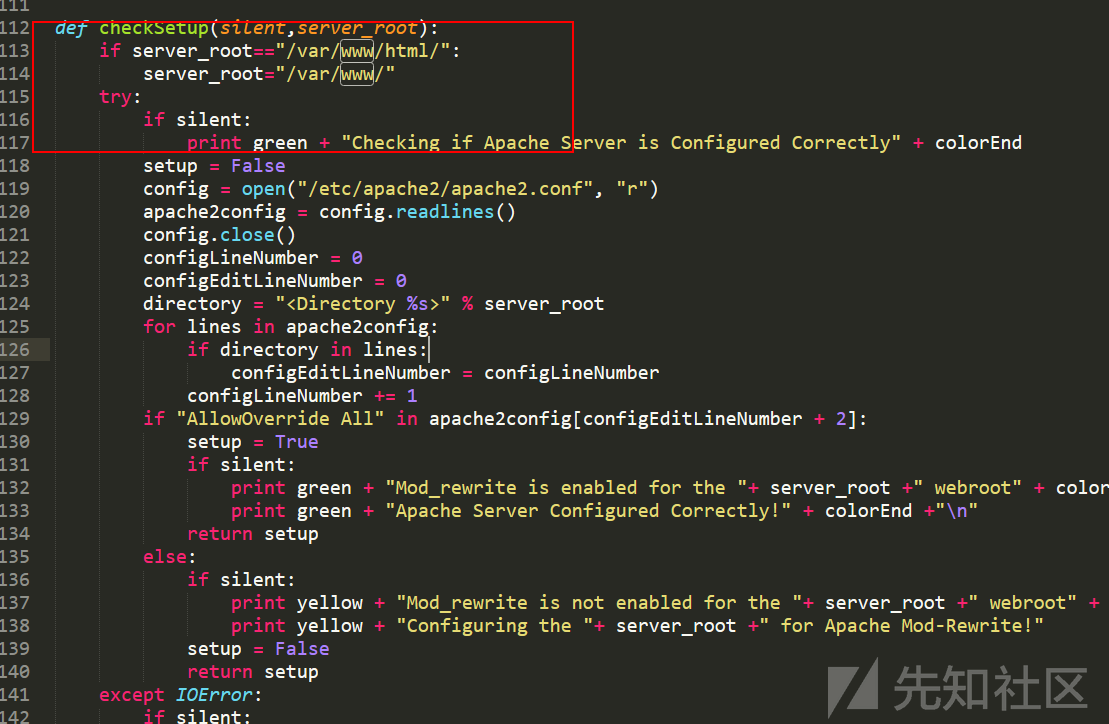 111
112 def checkSetup(silent,server_root):
113 if server_root=="/var/www/html/":
114 server_root="/var/www/"
115 try:
116 if silent:
117 print green + "Checking if Apache Server is Configured Correctly" + colorEnd
118 setup = False
119 config = open("/etc/apache2/apache2.conf", "r")
120 apache2config = config.readlines()
121 config.close()
122 configLineNumber = 0
123 configEditLineNumber = 0
124 directory = "<Directory %s>" % server_root
125 for lines in apache2config:
126 if directory in lines:
127 configEditLineNumber = configLineNumber
128 configLineNumber += 1
129 if "AllowOverride All" in apache2config[configEditLineNumber + 2]:
130 setup = True
131 if silent:
132 print green + "Mod_rewrite is enabled for the "+ server_root +" webroot" + color
133 print green + "Apache Server Configured Correctly!" + colorEnd +"\n"
134 return setup
135 else:
136 if silent:
137 print yellow + "Mod_rewrite is not enabled for the "+ server_root +" webroot" +
138 print yellow + "Configuring the "+ server_root +" for Apache Mod-Rewrite!"
139 setup = False
140 return setup
141 except IOError:
142 if silent:
先知社区